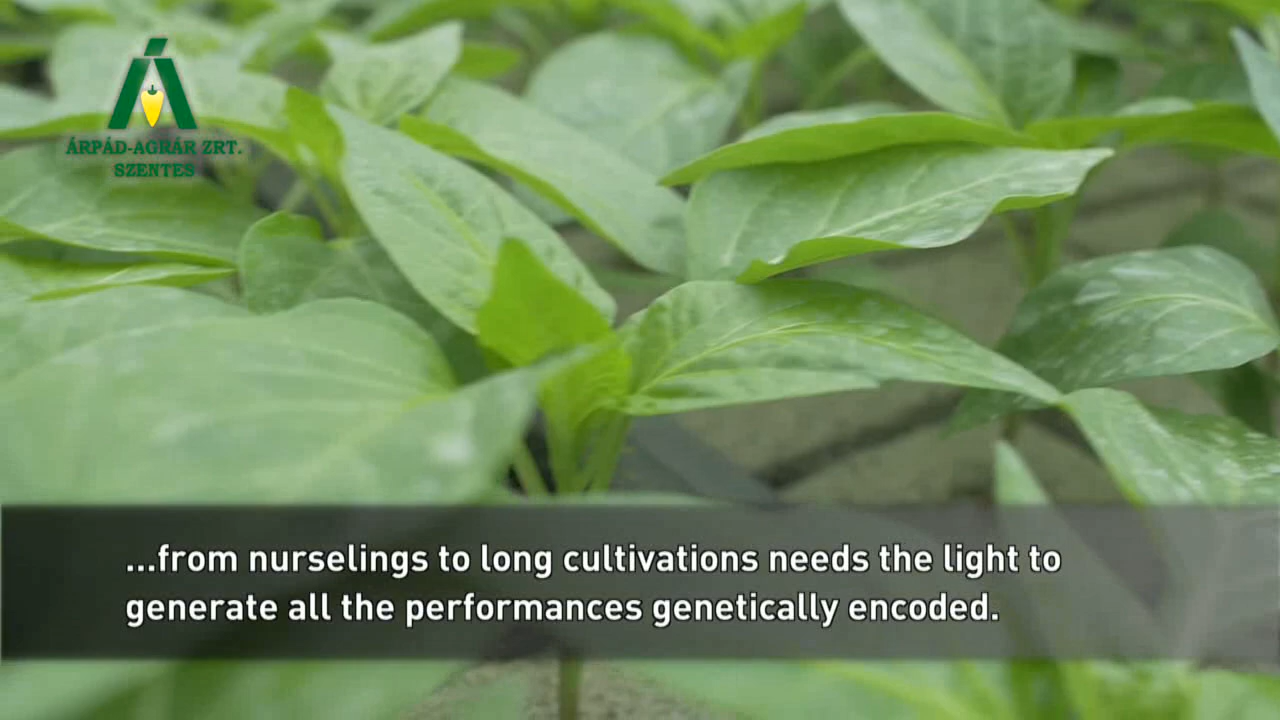 Á
ÁRPÁD-AGRÁR ZRT.
SZENTES
...from nurselings to long cultivations needs the light to
generate all the performances genetically encoded.